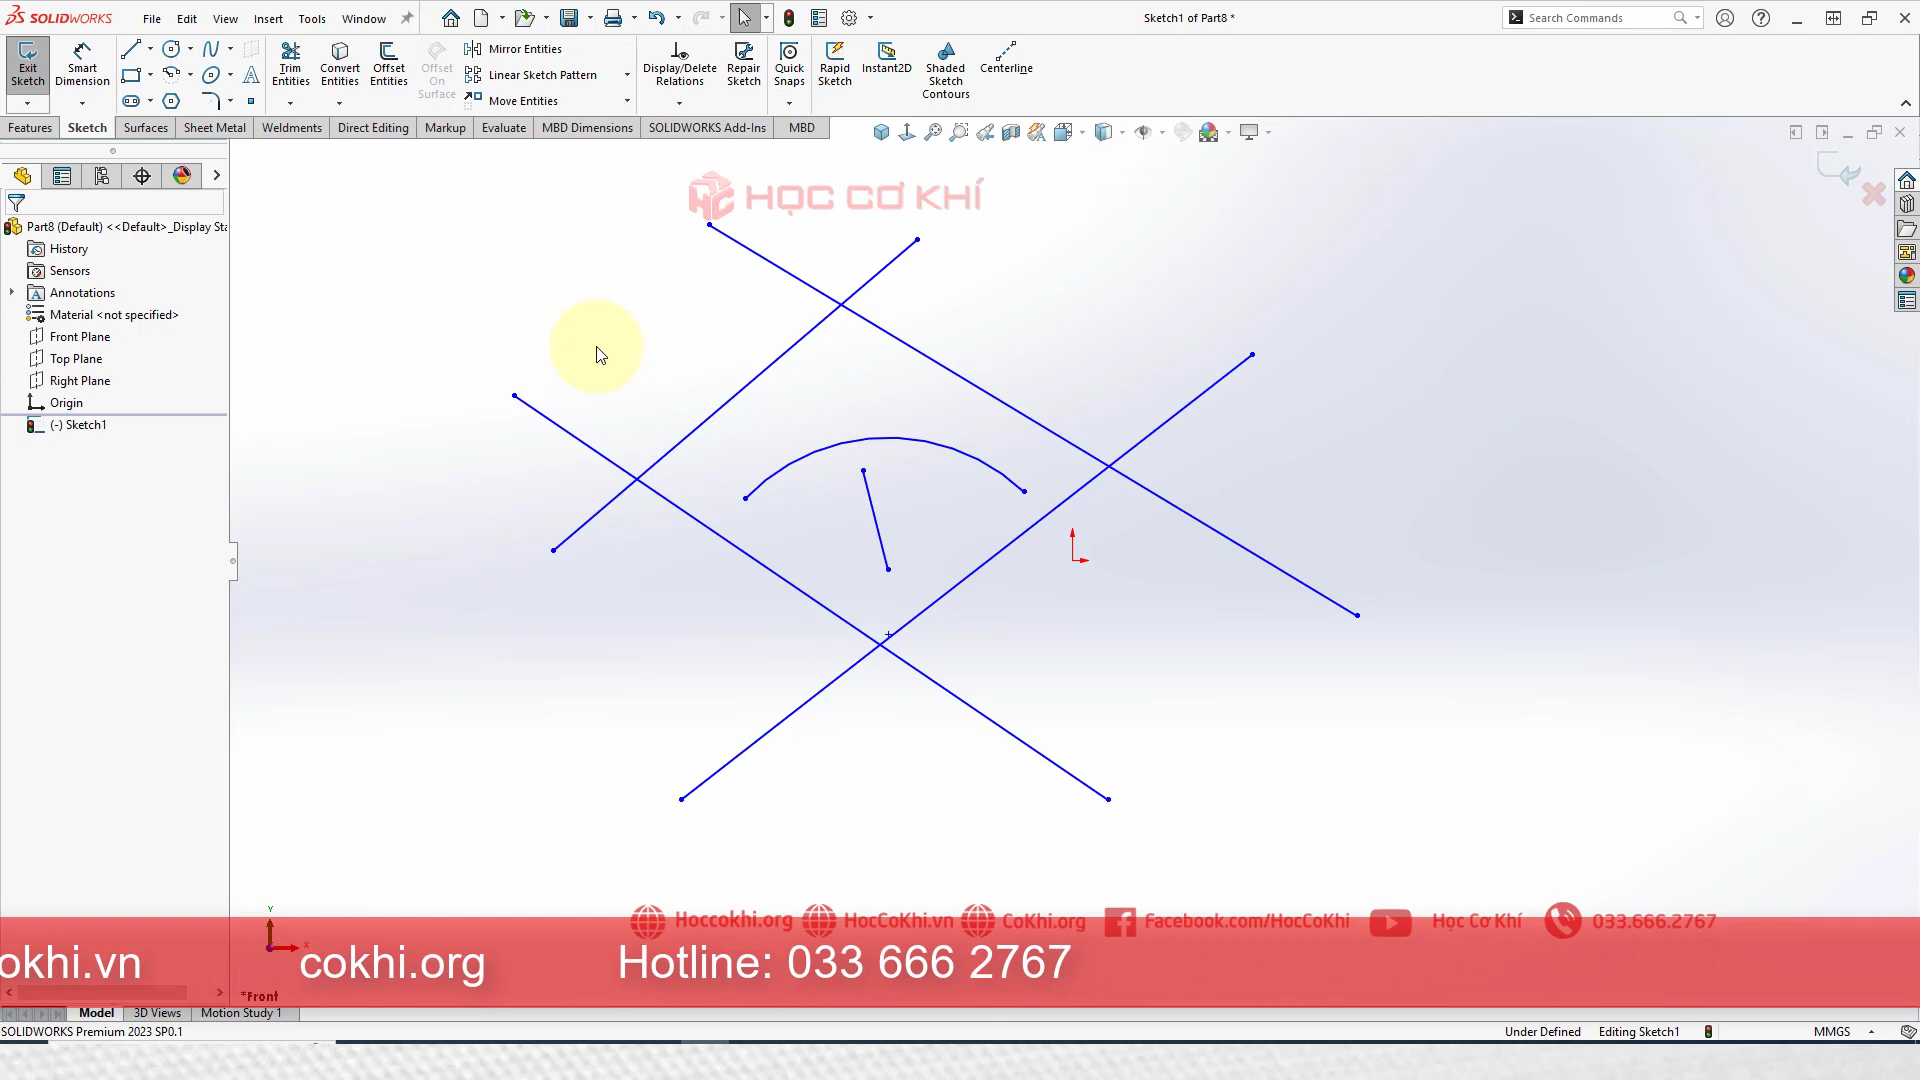 SOLIDWORKS File Edit View Insert Tools Window Sketch1 of Part8 * Search Commands
Exit Sketch Smart Dimension Trim Entities Convert Entities Offset Entities Offset On Surface Mirror Entities Linear Sketch Pattern Move Entities Display/Delete Relations Repair Sketch Quick Snaps Rapid Sketch Instant2D Shaded Sketch Contours Centerline
Features Sketch Surfaces Sheet Metal Weldments Direct Editing Markup Evaluate MBD Dimensions SOLIDWORKS Add-Ins MBD
HỌC CƠ KHÍ
Part8 (Default) <<Default>_Display Sta
History
Sensors
Annotations
Material <not specified>
Front Plane
Top Plane
Right Plane
Origin
(-) Sketch1
Y
X
Hoccokhi.org HocCoKhi.vn CoKhi.org Facebook.com/HocCoKhi Học Cơ Khí 033.666.2767
okhi.vn cokhi.org Hotline: 033 666 2767
*Front
Model 3D Views Motion Study 1
SOLIDWORKS Premium 2023 SP0.1 Under Defined Editing Sketch1 MMGS